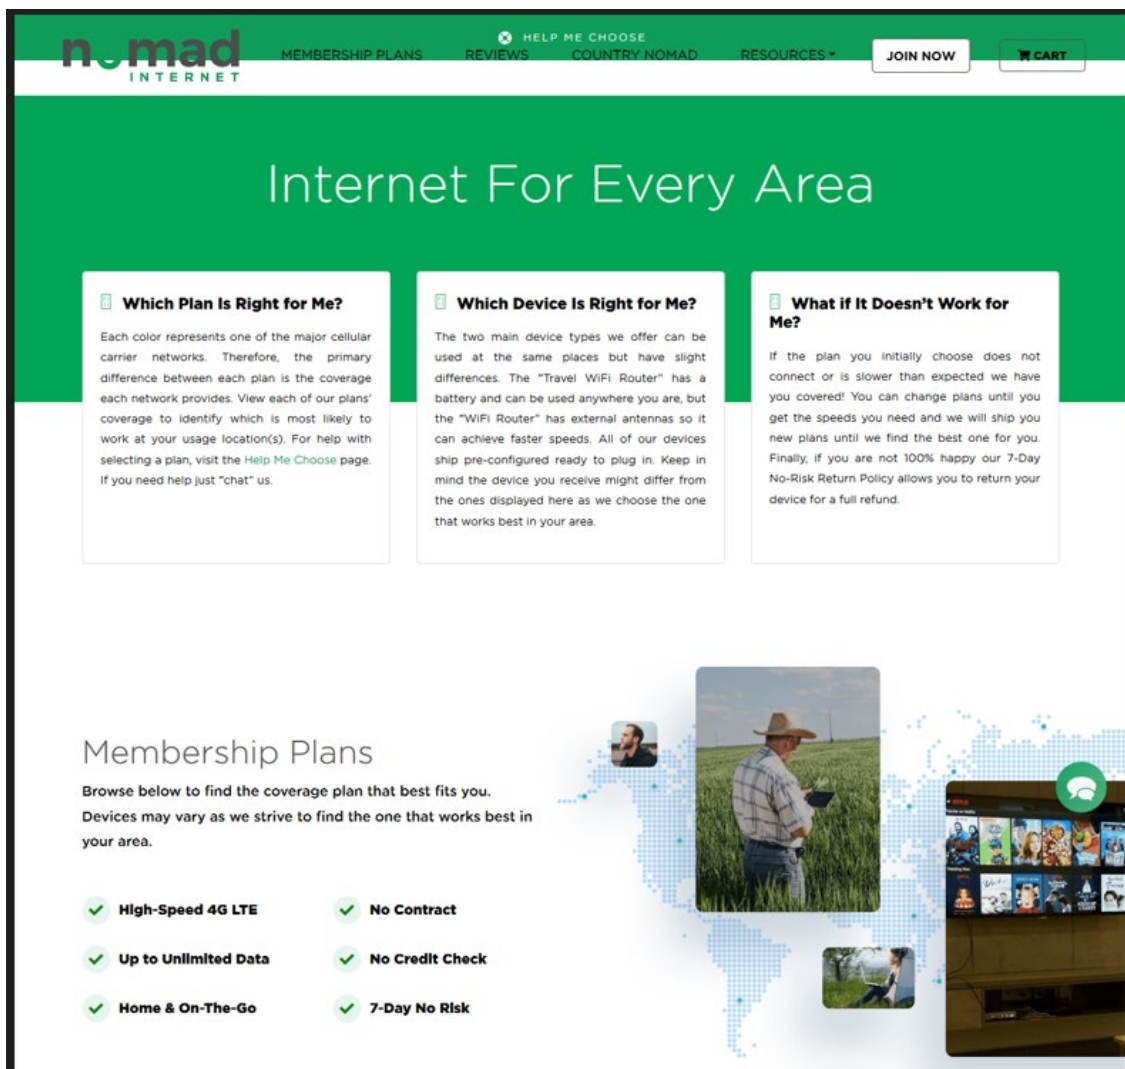 HELP ME CHOOSE
nomad
INTERNET
MEMBERSHIP PLANS
REVIEWS
COUNTRY NOMAD
RESOURCES
JOIN NOW
CART
Internet For Every Area
Which Plan Is Right for Me?
Each color represents one of the major cellular
carrier networks. Therefore, the primary
difference between each plan is the coverage
each network provides. View each of our plans'
coverage to identify which is most likely to
work at your usage location(s). For help with
selecting a plan, visit the Help Me Choose page.
If you need help just "chat" us.
Which Device Is Right for Me?
The two main device types we offer can be
used at the same places but have slight
differences. The "Travel WiFi Router" has a
battery and can be used anywhere you are, but
the "WiFi Router" has external antennas so it
can achieve faster speeds. All of our devices
ship pre-configured ready to plug in. Keep in
mind the device you receive might differ from
the ones displayed here as we choose the one
that works best in your area.
What if It Doesn't Work for
Me?
If the plan you initially choose does not
connect or is slower than expected we have
you covered! You can change plans until you
get the speeds you need and we will ship you
new plans until we find the best one for you.
Finally, if you are not 100% happy our 7-Day
No-Risk Return Policy allows you to return your
device for a full refund.
Membership Plans
Browse below to find the coverage plan that best fits you.
Devices may vary as we strive to find the one that works best in
your area.
High-Speed 4G LTE
No Contract
Up to Unlimited Data
No Credit Check
Home & On-The-Go
7-Day No Risk